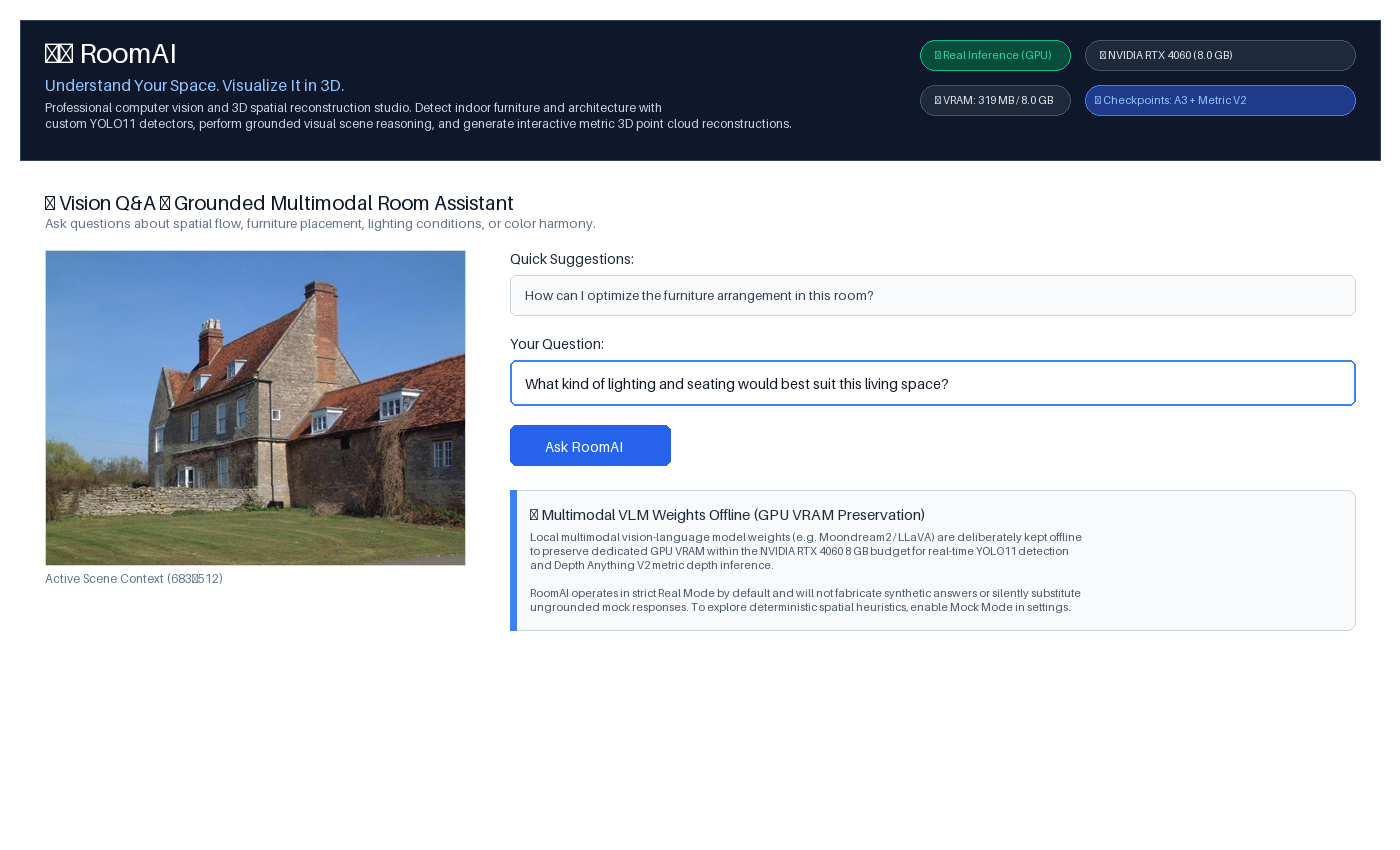 RoomAI
Understand Your Space. Visualize It in 3D.
Professional computer vision and 3D spatial reconstruction studio. Detect indoor furniture and architecture with
custom YOLO11 detectors, perform grounded visual scene reasoning, and generate interactive metric 3D point cloud reconstructions.
Real Inference (GPU)
NVIDIA RTX 4060 (8.0 GB)
VRAM: 319 MB / 8.0 GB
Checkpoints: A3 + Metric V2
Vision Q&A Grounded Multimodal Room Assistant
Ask questions about spatial flow, furniture placement, lighting conditions, or color harmony.
Active Scene Context (683 512)
Quick Suggestions:
How can I optimize the furniture arrangement in this room?
Your Question:
What kind of lighting and seating would best suit this living space?
Ask RoomAI
Multimodal VLM Weights Offline (GPU VRAM Preservation)
Local multimodal vision-language model weights (e.g. Moondream2 / LLaVA) are deliberately kept offline
to preserve dedicated GPU VRAM within the NVIDIA RTX 4060 8 GB budget for real-time YOLO11 detection
and Depth Anything V2 metric depth inference.
RoomAI operates in strict Real Mode by default and will not fabricate synthetic answers or silently substitute
ungrounded mock responses. To explore deterministic spatial heuristics, enable Mock Mode in settings.